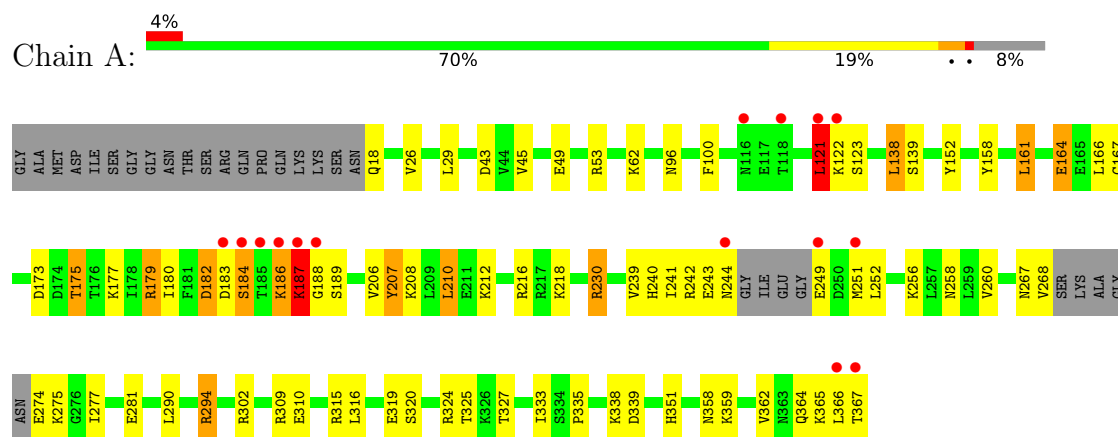 4%
Chain A:
70% 19% • • 8%
GLY ALA MET ASP ILE SER GLY GLY ASN THR SER ARG GLN PRO GLN LYS LYS SER ASN Q18 V26 L29 D43 V44 V45 E49 R53 K62 N96 F100 N116 E117 T118 L121 K122 S123 L138 S139 Y152 Y158 L161 E164 E165 L166
D173 D174 T175 T176 K177 I178 R179 I180 F181 D182 D183 S184 T185 K186 K187 G188 S189 V206 Y207 K208 L209 L210 E211 K212 R216 R217 K218 R230 V239 H240 I241 R242 E243 N244 GLY ILE GLU GLY E249 D250 M251 L252 K256 L257 N258 L259 V260 N267 V268 SER LYS ALA GLY
ASN E274 K275 G276 I277 E281 L290 R294 R302 R309 E310 R315 L316 E319 S320 R324 T325 K326 T327 I333 S334 P335 K338 D339 H351 N358 K359 V362 N363 Q364 K365 L366 T367